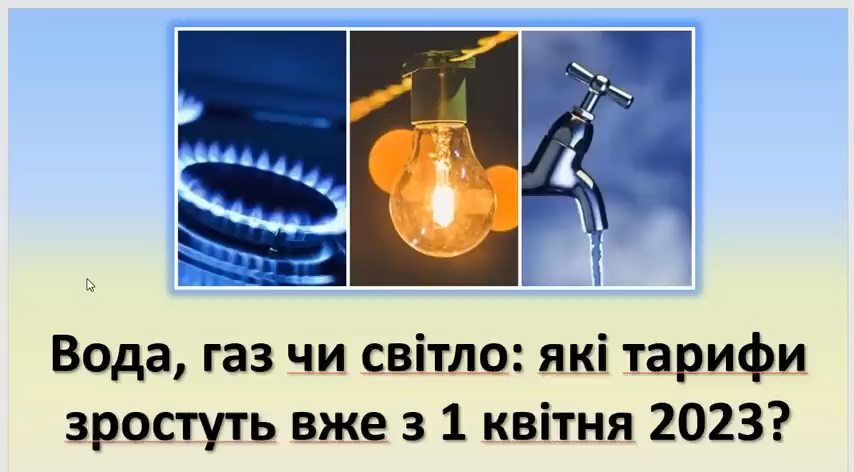 Вода, газ чи світло: які тарифи
зростуть вже з 1 квітня 2023?